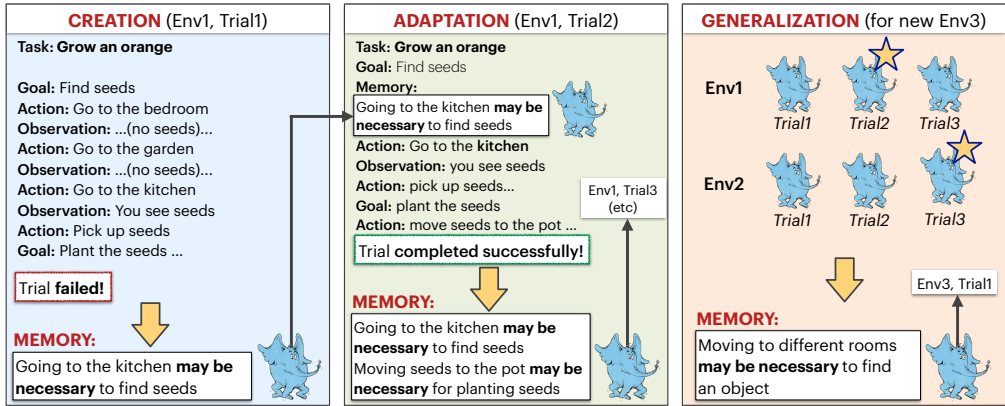 CREATION (Env1, Trial1)
Task: Grow an orange
Goal: Find seeds
Action: Go to the bedroom
Observation: ...(no seeds)...
Action: Go to the garden
Observation: ...(no seeds)...
Action: Go to the kitchen
Observation: You see seeds
Action: Pick up seeds
Goal: Plant the seeds ...
Trial failed!
MEMORY:
Going to the kitchen may be
necessary to find seeds
ADAPTATION (Env1, Trial2)
Task: Grow an orange
Goal: Find seeds
Memory:
Going to the kitchen may be
necessary to find seeds
Action: Go to the kitchen
Observation: you see seeds
Action: pick up seeds...
Goal: plant the seeds
Action: move seeds to the pot ...
Trial completed successfully!
Env1, Trial3
(etc)
MEMORY:
Going to the kitchen may be
necessary to find seeds
Moving seeds to the pot may be
necessary for planting seeds
GENERALIZATION (for new Env3)
Env1
Trial1 Trial2 Trial3
Env2
Trial1 Trial2 Trial3
Env3, Trial1
MEMORY:
Moving to different rooms
may be necessary to find
an object